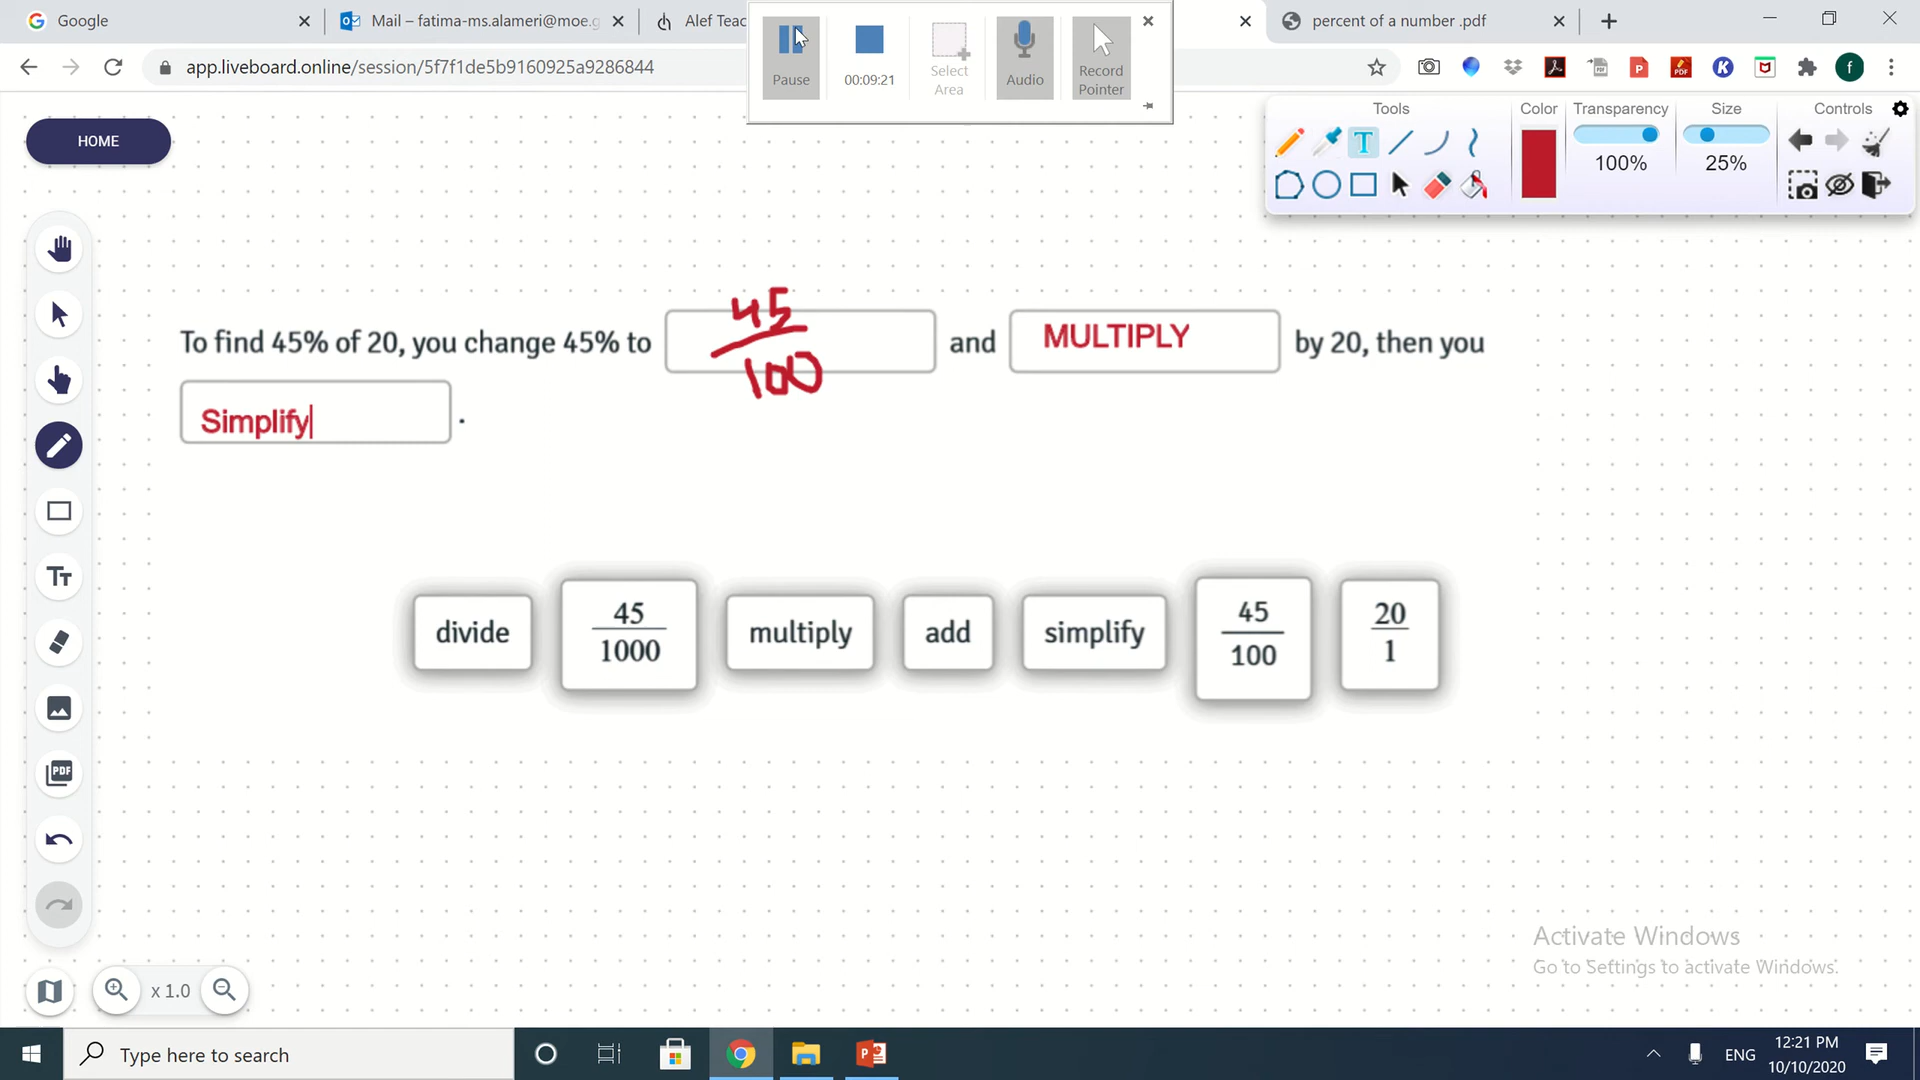 Google
Mail – fatima-ms.alameri@moe.g
Alef Teac
percent of a number .pdf
app.liveboard.online/session/5f7f1de5b9160925a9286844
Pause
00:09:21
Select
Area
Audio
Record
Pointer
Tools
Color
Transparency
Size
Controls
100%
25%
HOME
To find 45% of 20, you change 45% to 45/100 and MULTIPLY by 20, then you
Simplify .
divide 45/1000 multiply add simplify 45/100 20/1
PDF
x 1.0
Activate Windows
Go to Settings to activate Windows.
Type here to search
ENG
12:21 PM
10/10/2020